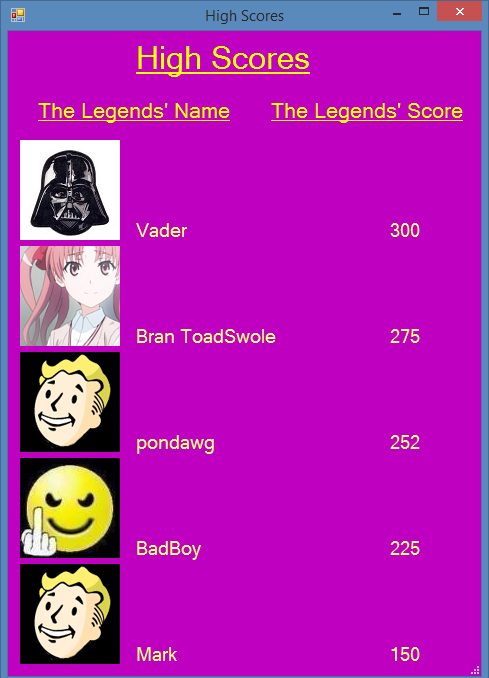 High Scores
High Scores
The Legends' Name The Legends' Score
Vader 300
Bran ToadSwole 275
pondawg 252
BadBoy 225
Mark 150